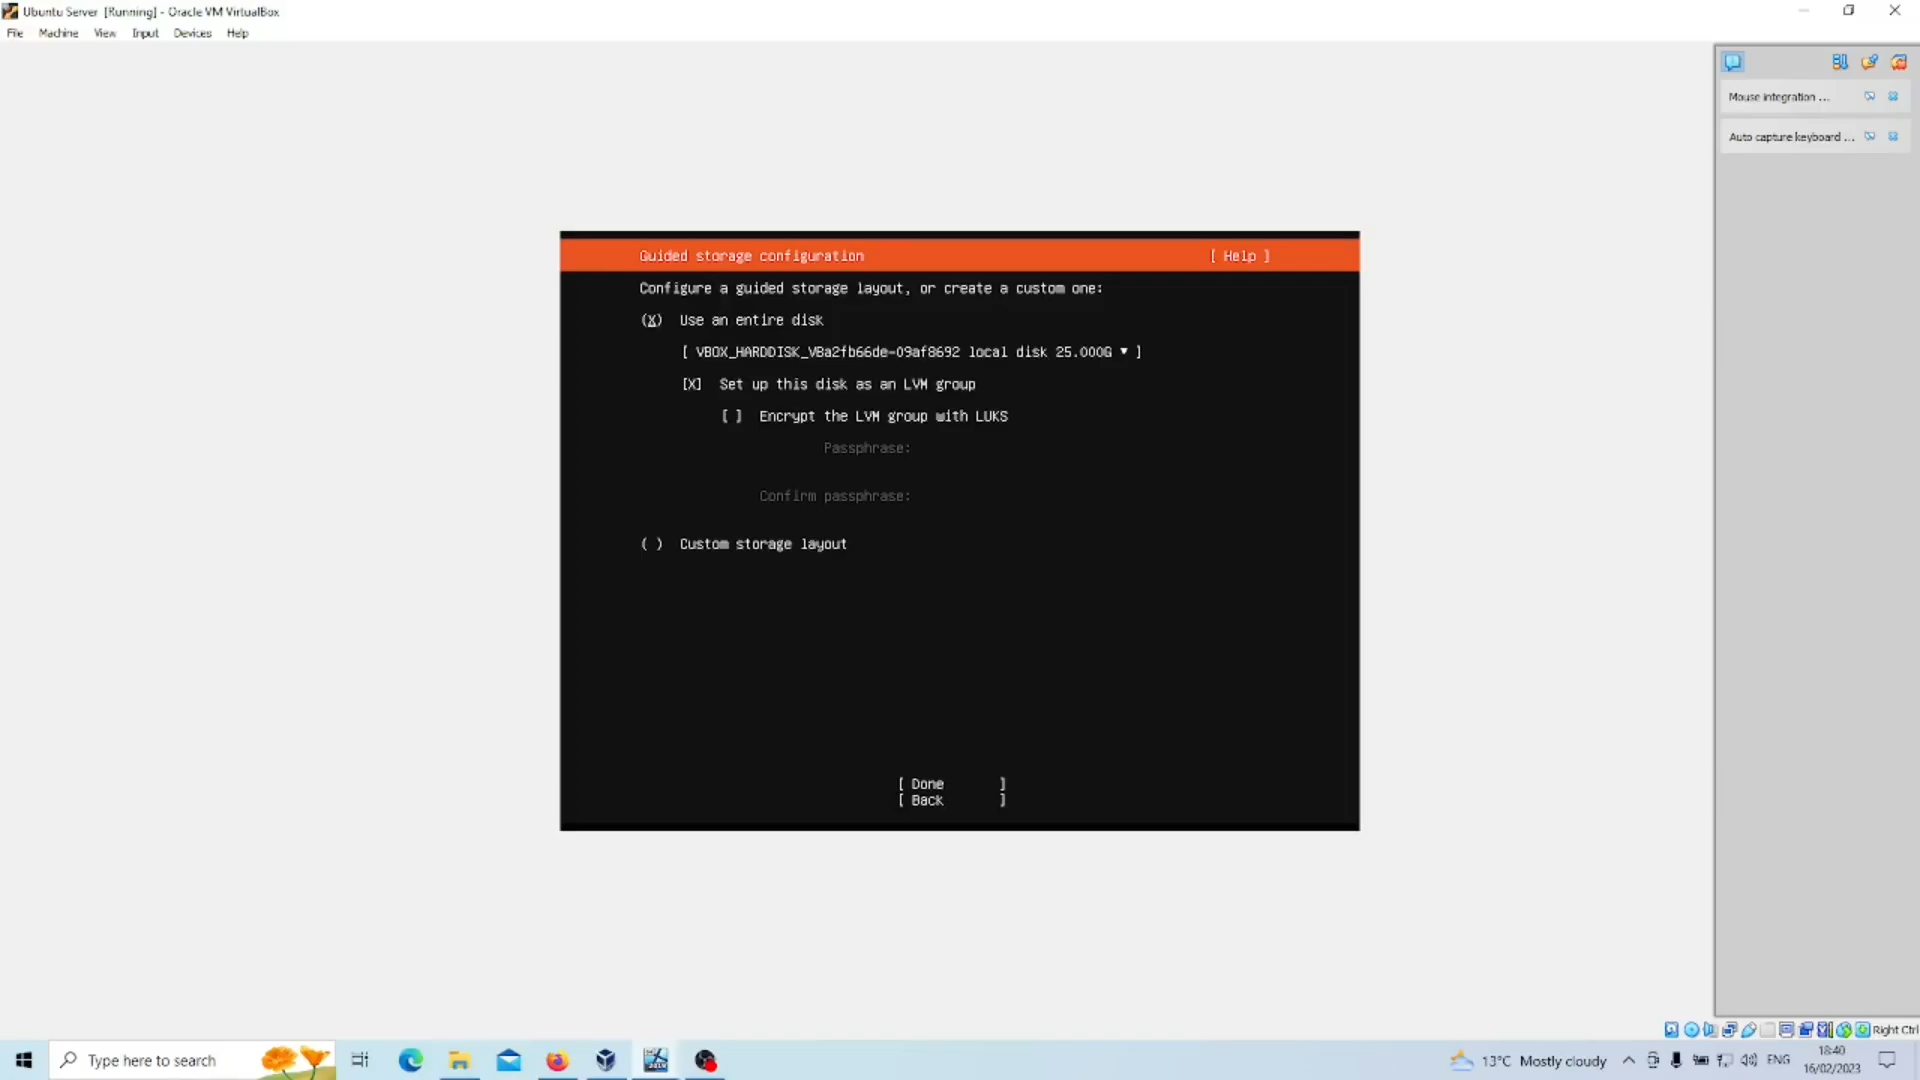 Ubuntu Server [Running] - Oracle VM VirtualBox
File Machine View Input Devices Help
Mouse integration ...
Auto capture keyboard ...
Guided storage configuration [ Help ]
Configure a guided storage layout, or create a custom one:
(X) Use an entire disk
[ VBOX_HARDDISK_VBa2fb66de-09af8692 local disk 25.000G ▾ ]
[X] Set up this disk as an LVM group
[ ] Encrypt the LVM group with LUKS
Passphrase:
Confirm passphrase:
( ) Custom storage layout
[ Done ]
[ Back ]
Right Ctrl
Type here to search
13°C Mostly cloudy
ENG
18:40
16/02/2023